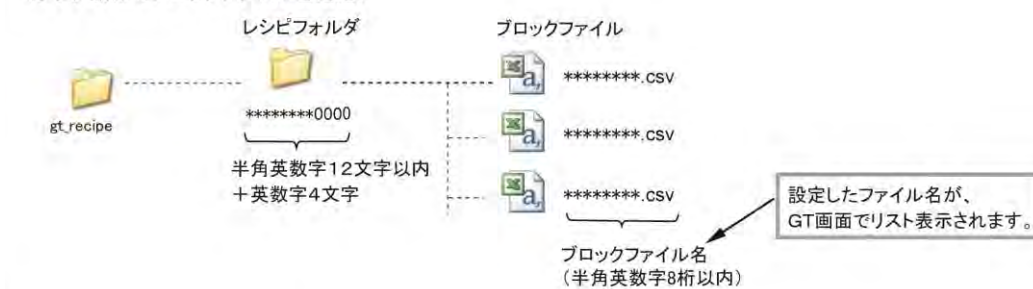 レシピフォルダ
ブロックファイル
gt_recipe
********0000
********.csv
********.csv
********.csv
半角英数字12文字以内
+英数字4文字
設定したファイル名が、
GT画面でリスト表示されます。
ブロックファイル名
(半角英数字8桁以内)